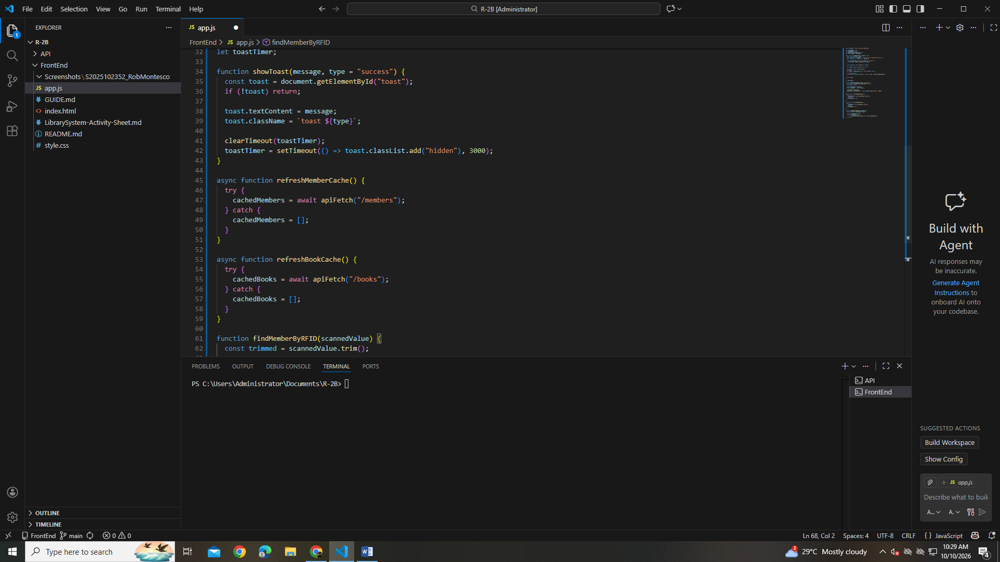 File Edit Selection View Go Run Terminal Help
R-2B [Administrator]
EXPLORER
1
R-2B
API
FrontEnd
Screenshots\S2025102352_RobMontesco
JS app.js
GUIDE.md
index.html
LibrarySystem-Activity-Sheet.md
README.md
# style.css
OUTLINE
TIMELINE
JS app.js
FrontEnd > JS app.js > findMemberByRFID
32 let toastTimer;
33
34 function showToast(message, type = "success") {
35 const toast = document.getElementById("toast");
36 if (!toast) return;
37
38 toast.textContent = message;
39 toast.className = `toast ${type}`;
40
41 clearTimeout(toastTimer);
42 toastTimer = setTimeout(() => toast.classList.add("hidden"), 3000);
43 }
44
45 async function refreshMemberCache() {
46 try {
47 cachedMembers = await apiFetch("/members");
48 } catch {
49 cachedMembers = [];
50 }
51 }
52
53 async function refreshBookCache() {
54 try {
55 cachedBooks = await apiFetch("/books");
56 } catch {
57 cachedBooks = [];
58 }
59 }
60
61 function findMemberByRFID(scannedValue) {
62 const trimmed = scannedValue.trim();
PROBLEMS OUTPUT DEBUG CONSOLE TERMINAL PORTS
PS C:\Users\Administrator\Documents\R-2B>
API
FrontEnd
Build with
Agent
AI responses may
be inaccurate.
Generate Agent
Instructions to
onboard AI onto
your codebase.
SUGGESTED ACTIONS
Build Workspace
Show Config
+ JS app.js
Describe what to buil
A... A.
FrontEnd main 0 0
Ln 68, Col 2 Spaces: 4 UTF-8 CRLF { } JavaScript
Type here to search
2 29°C Mostly cloudy
10:29 AM
10/10/2026
4